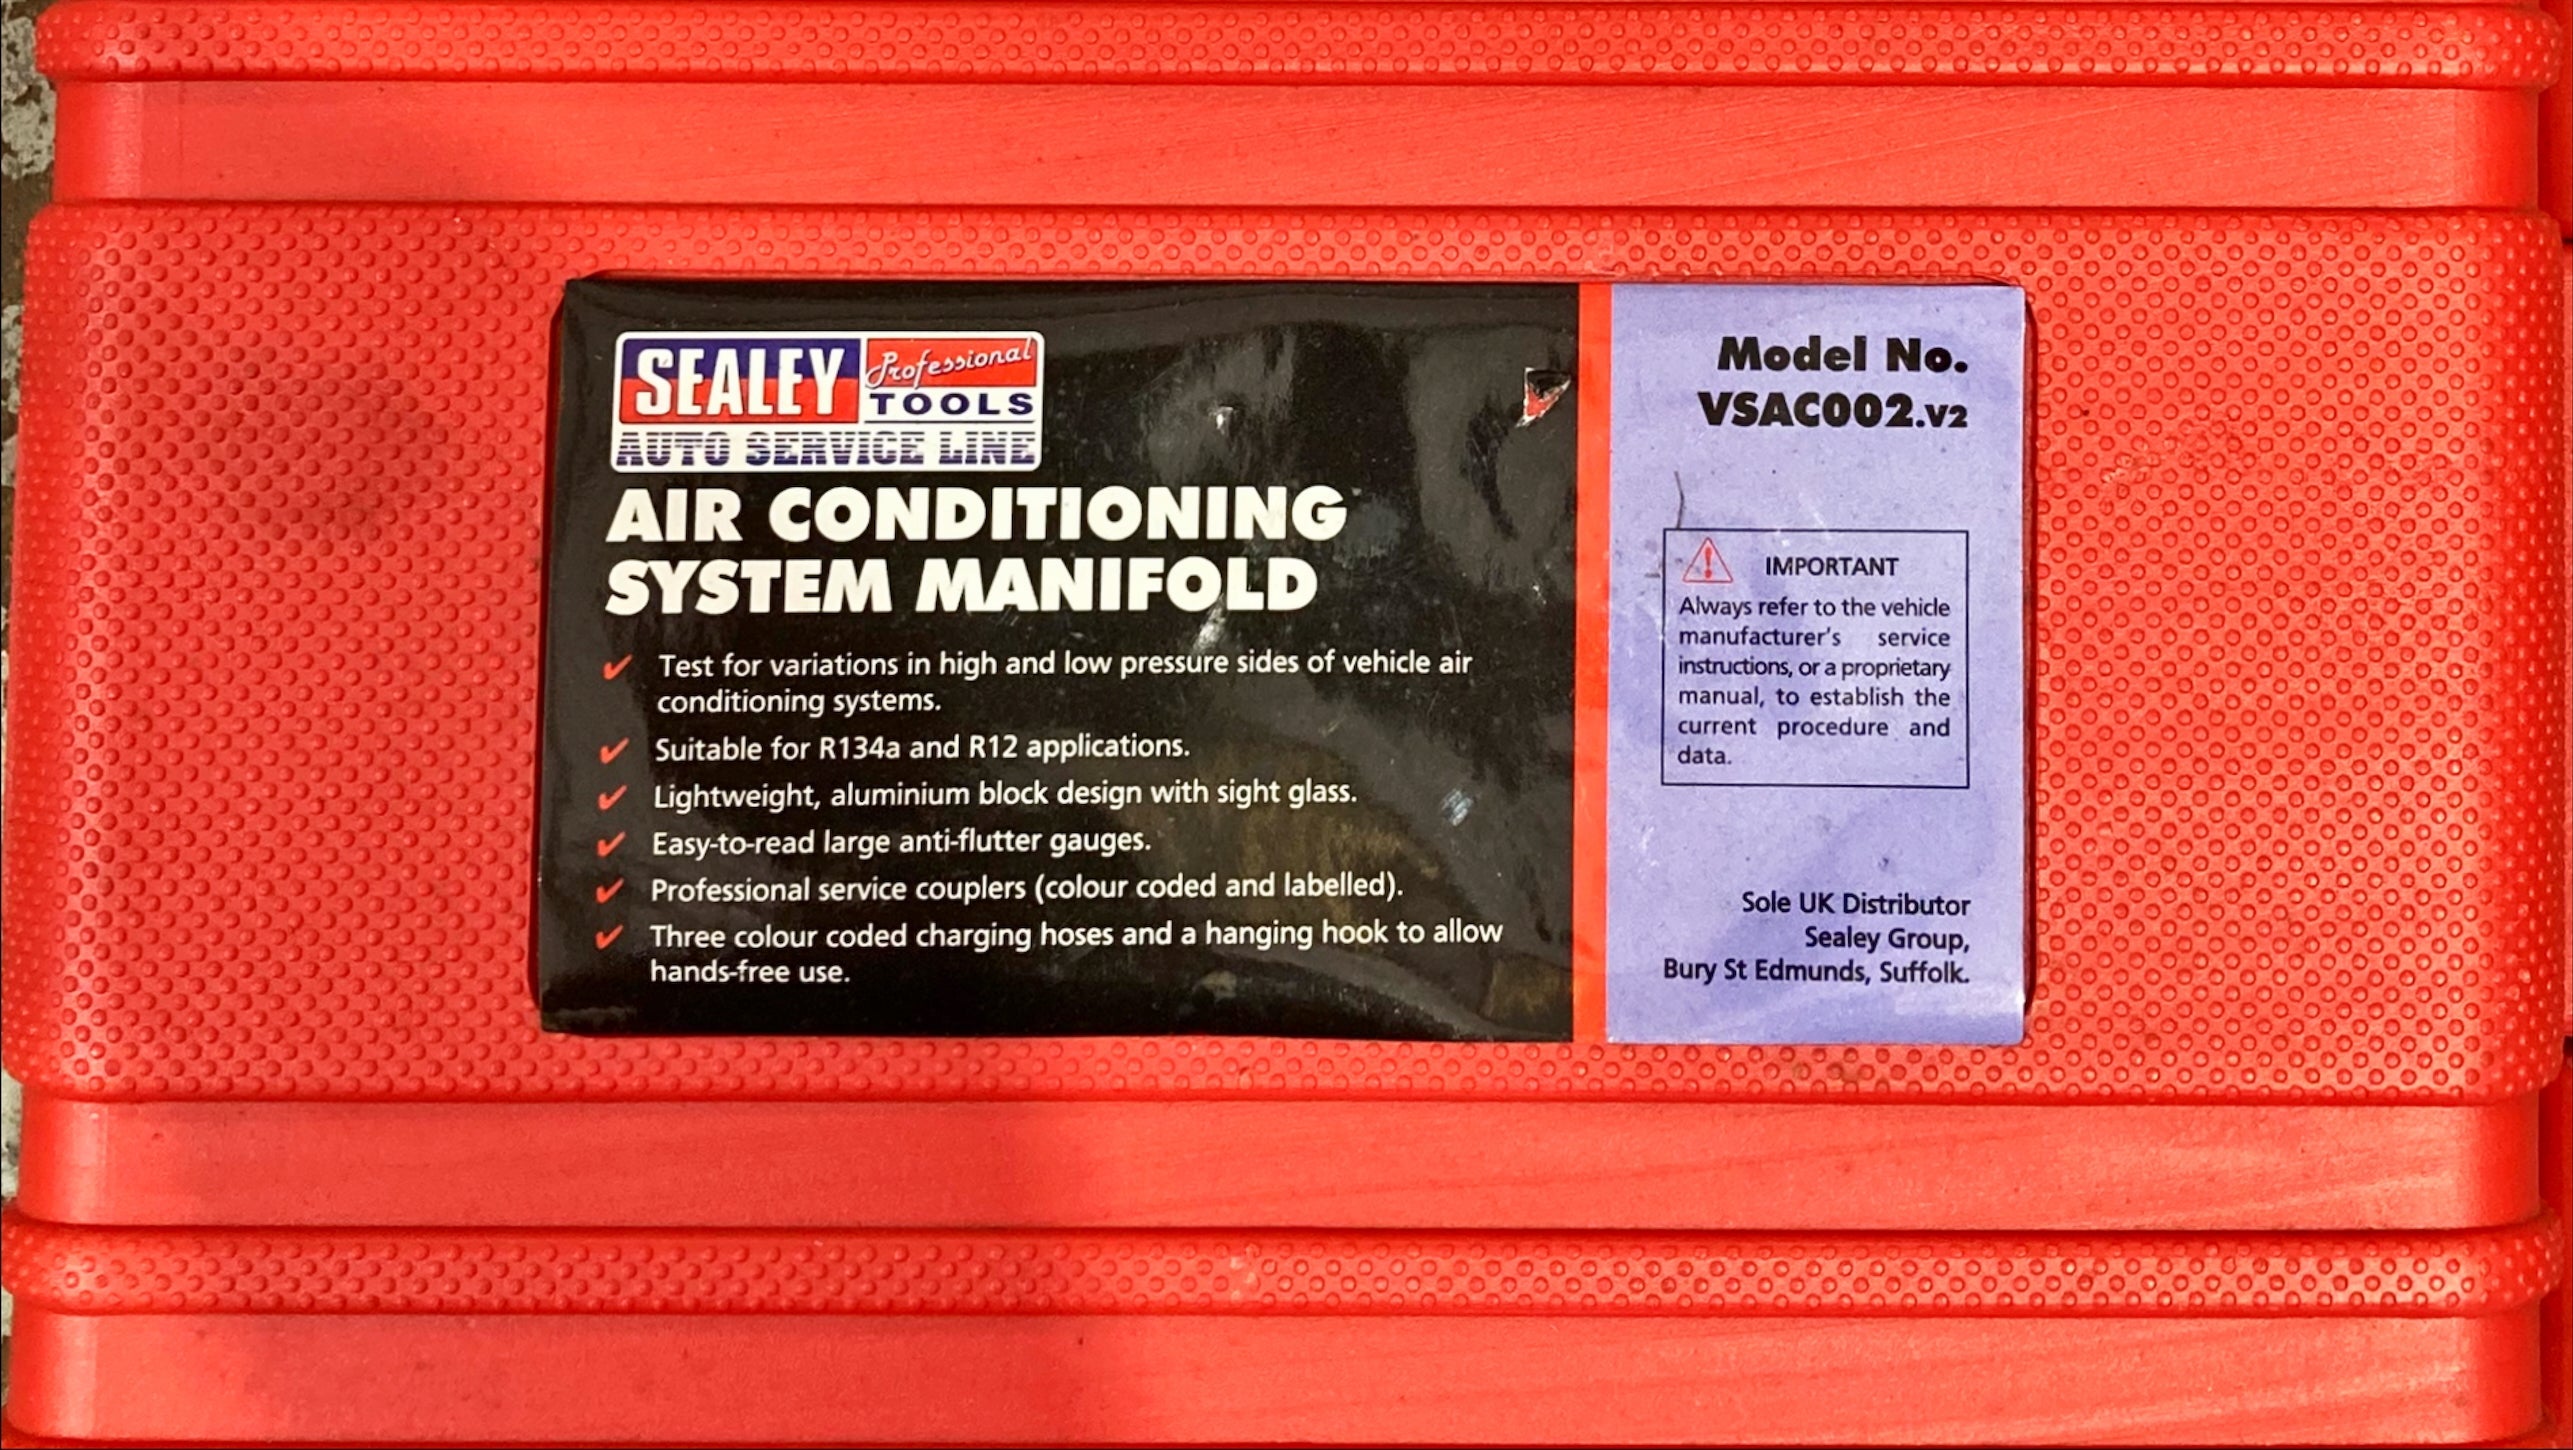 SEALEY Professional
TOOLS
AUTO SERVICE LINE
AIR CONDITIONING
SYSTEM MANIFOLD
Test for variations in high and low pressure sides of vehicle air
conditioning systems.
Suitable for R134a and R12 applications.
Lightweight, aluminium block design with sight glass.
Easy-to-read large anti-flutter gauges.
Professional service couplers (colour coded and labelled).
Three colour coded charging hoses and a hanging hook to allow
hands-free use.
Model No.
VSAC002.V2
IMPORTANT
Always refer to the vehicle
manufacturer's service
instructions, or a proprietary
manual, to establish the
current procedure and
data.
Sole UK Distributor
Sealey Group,
Bury St Edmunds, Suffolk.